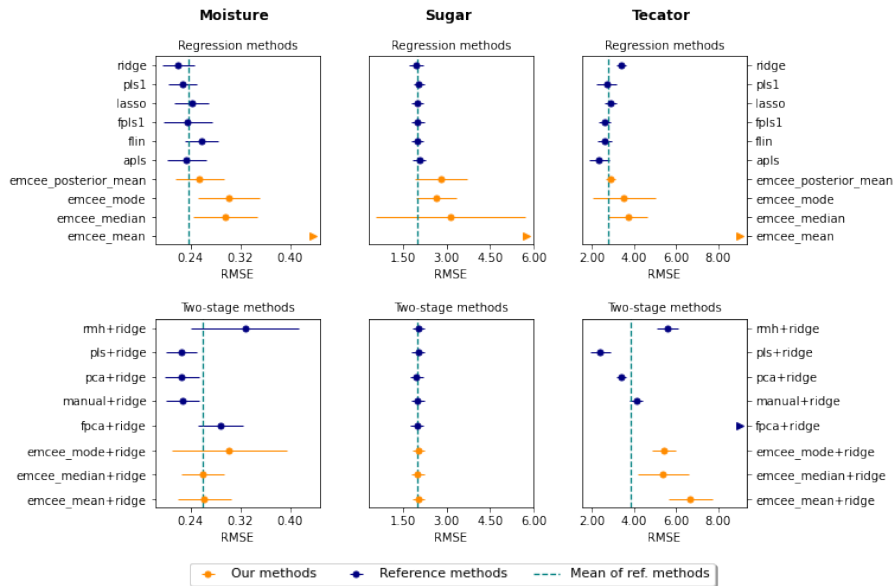 Moisture
Sugar
Tecator
Regression methods
Regression methods
Regression methods
ridge
pls1
lasso
fpls1
flin
apls
emcee_posterior_mean
emcee_mode
emcee_median
emcee_mean
ridge
pls1
lasso
fpls1
flin
apls
emcee_posterior_mean
emcee_mode
emcee_median
emcee_mean
0.24 0.32 0.40
1.50 3.00 4.50 6.00
2.00 4.00 6.00 8.00
RMSE
RMSE
RMSE
Two-stage methods
Two-stage methods
Two-stage methods
rmh+ridge
pls+ridge
pca+ridge
manual+ridge
fpca+ridge
emcee_mode+ridge
emcee_median+ridge
emcee_mean+ridge
rmh+ridge
pls+ridge
pca+ridge
manual+ridge
fpca+ridge
emcee_mode+ridge
emcee_median+ridge
emcee_mean+ridge
0.24 0.32 0.40
1.50 3.00 4.50 6.00
2.00 4.00 6.00 8.00
RMSE
RMSE
RMSE
Our methods
Reference methods
Mean of ref. methods